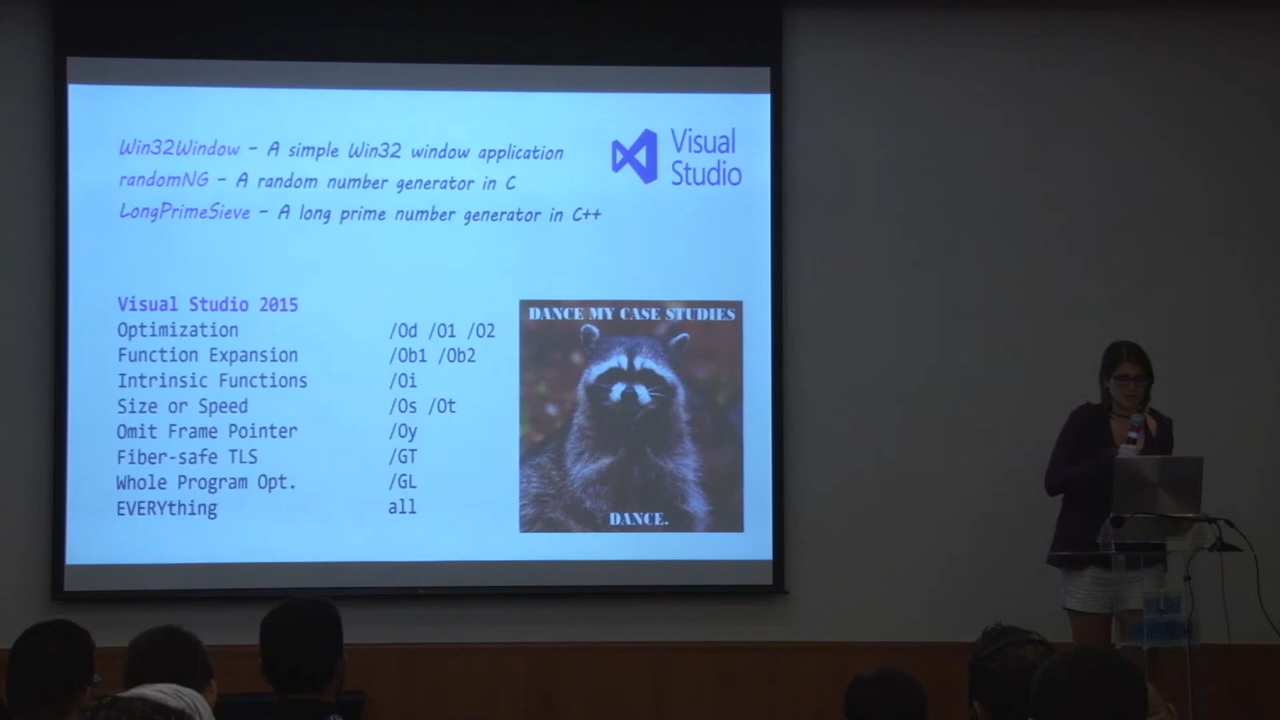 Win32Window - A simple Win32 window application
randomNG - A random number generator in C
LongPrimeSieve - A long prime number generator in C++
Visual
Studio
Visual Studio 2015
Optimization /Od /O1 /O2
Function Expansion /Ob1 /Ob2
Intrinsic Functions /Oi
Size or Speed /Os /Ot
Omit Frame Pointer /Oy
Fiber-safe TLS /GT
Whole Program Opt. /GL
EVERYthing all
DANCE MY CASE STUDIES
DANCE.